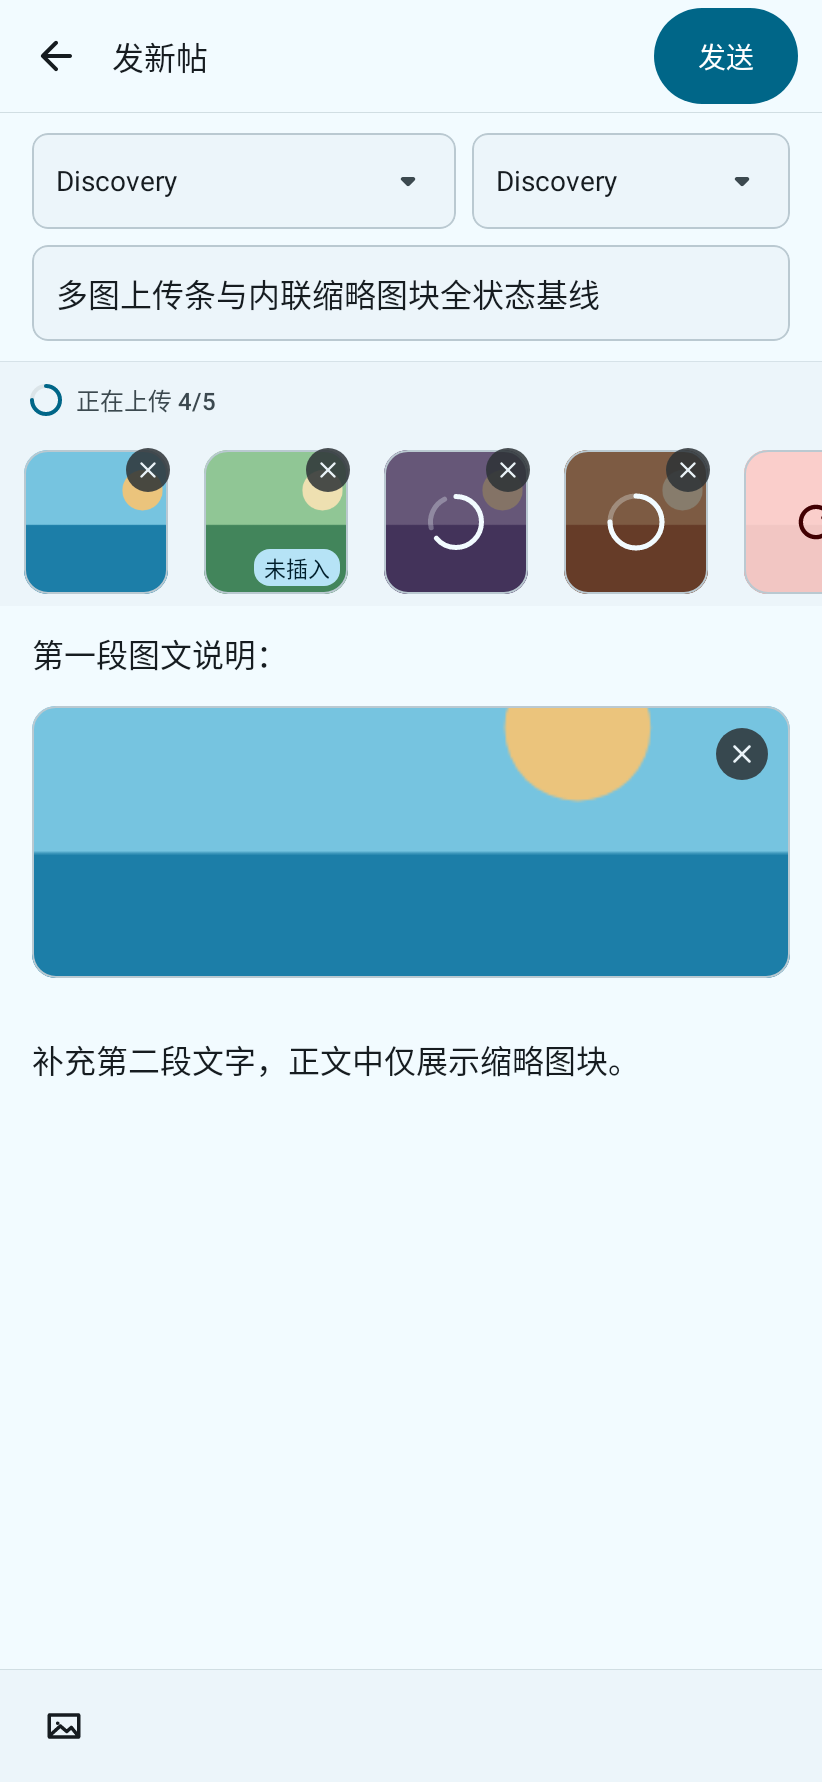 发新帖
发送
Discovery
Discovery
多图上传条与内联缩略图块全状态基线
正在上传 4/5
未插入
第一段图文说明：
补充第二段文字，正文中仅展示缩略图块。